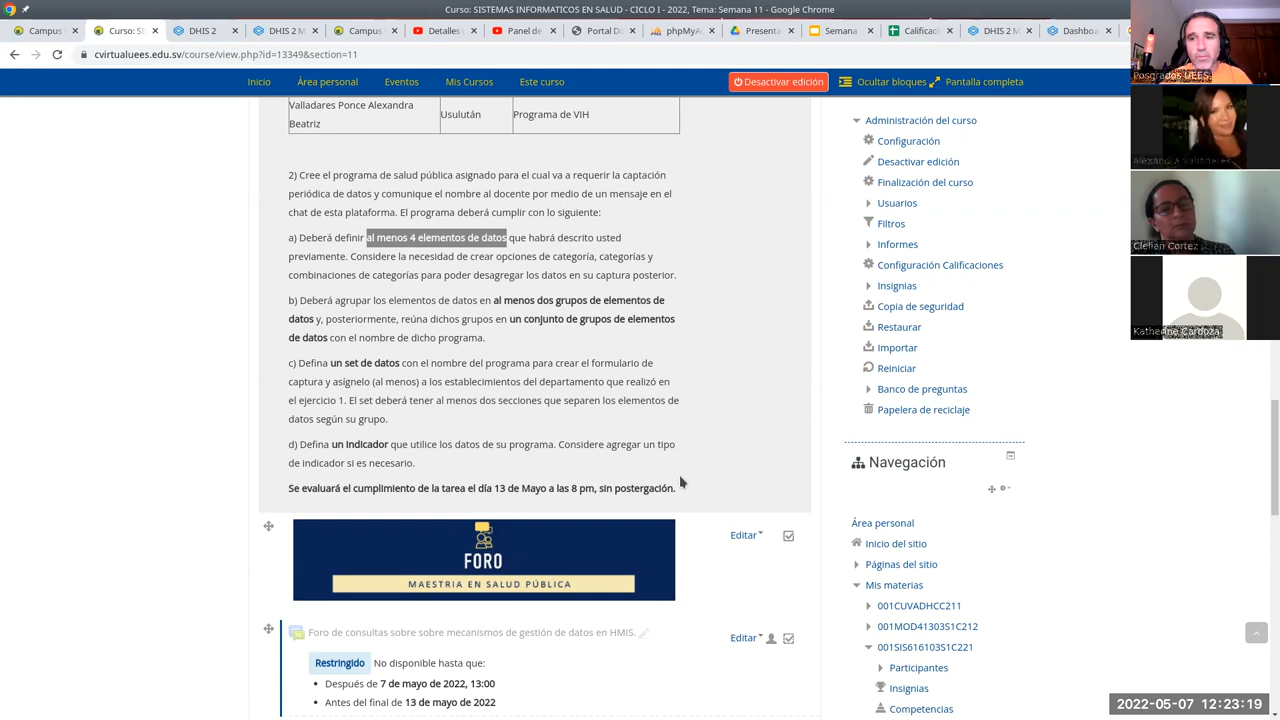 Curso: SISTEMAS INFORMATICOS EN SALUD - CICLO I - 2022, Tema: Semana 11 - Google Chrome
Campus
Curso: SI
DHIS
DHIS 2 M
Campus
Detalles
Panel de
Portal Do
phpMyA
Presenta
Semana
Calificaci
DHIS 2 M
Dashboa
cvirtualuees.edu.sv/course/view.php?id=13349&section=11
Inicio
Área personal
Eventos
Mis Cursos
Este curso
Desactivar edición
Ocultar bloques
Pantalla completa
Posgrados UEES
alexandra valladares
Clelian Cortez
Katherine Cardoza
Valladares Ponce Alexandra
Beatriz
Usulután
Programa de VIH
2) Cree el programa de salud pública asignado para el cual va a requerir la captación
periódica de datos y comunique el nombre al docente por medio de un mensaje en el
chat de esta plataforma. El programa deberá cumplir con lo siguiente:
a) Deberá definir al menos 4 elementos de datos que habrá descrito usted
previamente. Considere la necesidad de crear opciones de categoría, categorías y
combinaciones de categorías para poder desagregar los datos en su captura posterior.
b) Deberá agrupar los elementos de datos en al menos dos grupos de elementos de
datos y, posteriormente, reúna dichos grupos en un conjunto de grupos de elementos
de datos con el nombre de dicho programa.
c) Defina un set de datos con el nombre del programa para crear el formulario de
captura y asígnelo (al menos) a los establecimientos del departamento que realizó en
el ejercicio 1. El set deberá tener al menos dos secciones que separen los elementos de
datos según su grupo.
d) Defina un indicador que utilice los datos de su programa. Considere agregar un tipo
de indicador si es necesario.
Se evaluará el cumplimiento de la tarea el día 13 de Mayo a las 8 pm, sin postergación.
FORO
MAESTRIA EN SALUD PÚBLICA
Editar
Foro de consultas sobre sobre mecanismos de gestión de datos en HMIS.
Editar
Restringido No disponible hasta que:
Después de 7 de mayo de 2022, 13:00
Antes del final de 13 de mayo de 2022
Administración del curso
Configuración
Desactivar edición
Finalización del curso
Usuarios
Filtros
Informes
Configuración Calificaciones
Insignias
Copia de seguridad
Restaurar
Importar
Reiniciar
Banco de preguntas
Papelera de reciclaje
Navegación
Área personal
Inicio del sitio
Páginas del sitio
Mis materias
001CUVADHCC211
001MOD41303S1C212
001SIS616103S1C221
Participantes
Insignias
Competencias
2022-05-07 12:23:19